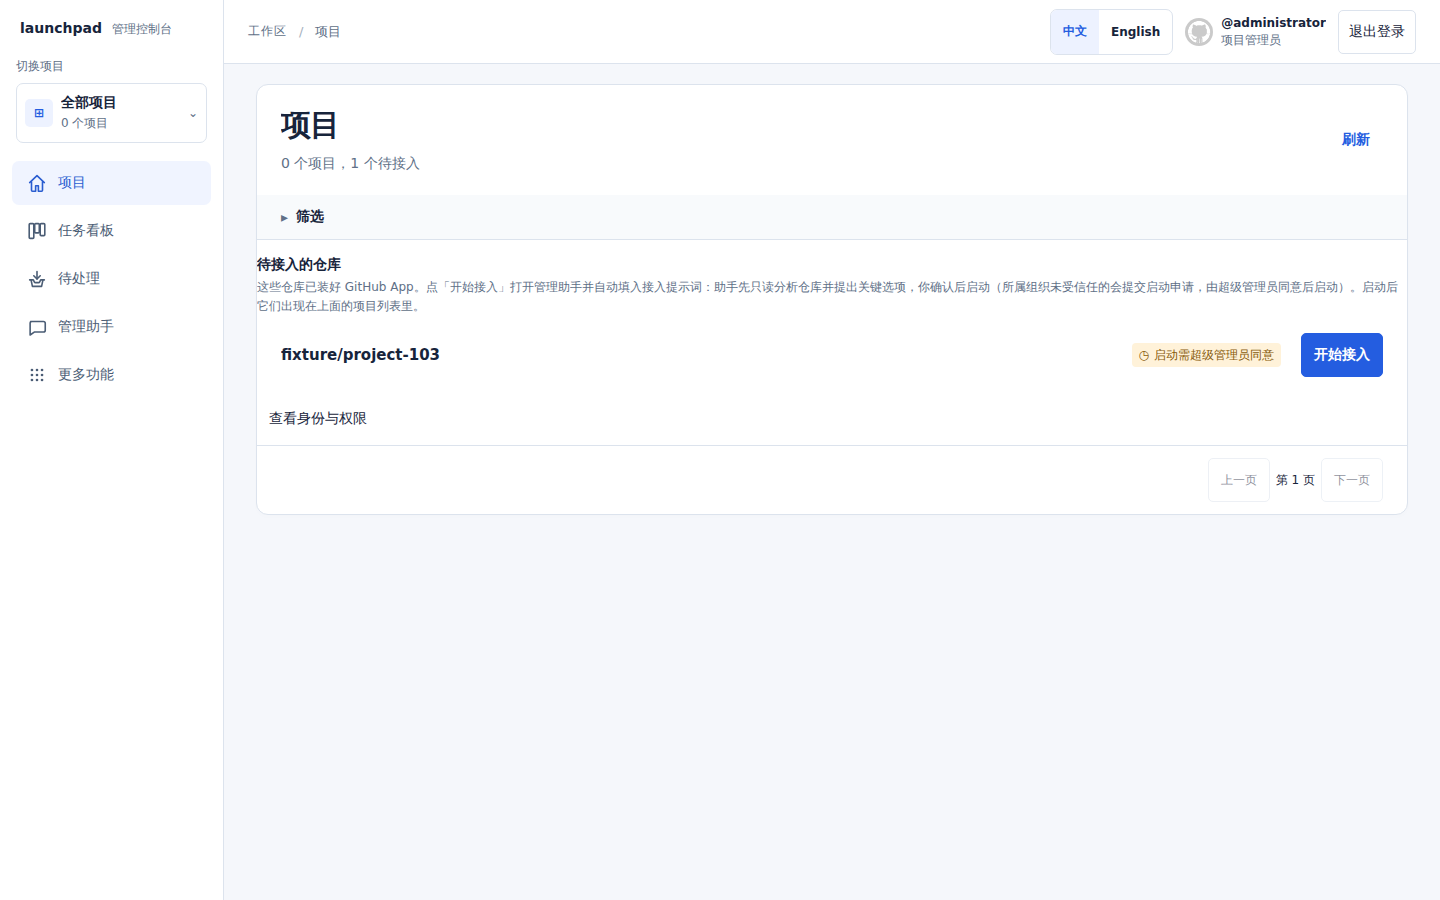 launchpad 管理控制台
切换项目
全部项目
0 个项目
项目
任务看板
待处理
管理助手
更多功能
工作区 / 项目
中文 English
@administrator
项目管理员
退出登录
项目
0 个项目，1 个待接入
刷新
▸ 筛选
待接入的仓库
这些仓库已装好 GitHub App。点「开始接入」打开管理助手并自动填入接入提示词：助手先只读分析仓库并提出关键选项，你确认后启动（所属组织未受信任的会提交启动申请，由超级管理员同意后启动）。启动后
它们出现在上面的项目列表里。
fixture/project-103
◷ 启动需超级管理员同意
开始接入
查看身份与权限
上一页 第 1 页 下一页